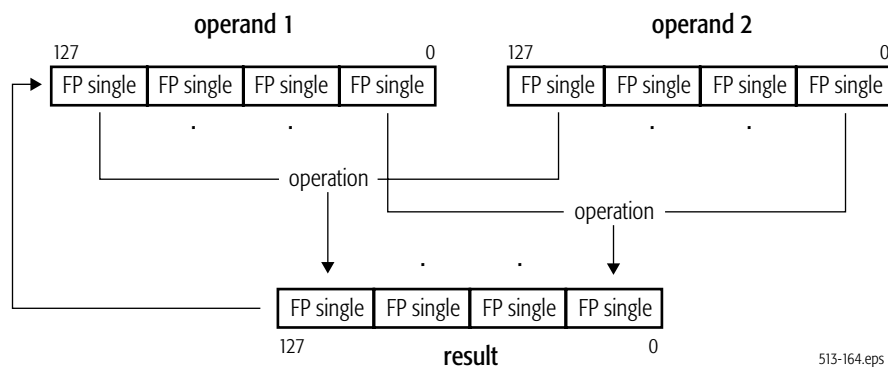 operand 1 operand 2
127 0 127 0
FP single FP single FP single FP single FP single FP single FP single FP single
operation
operation
FP single FP single FP single FP single
127 0
result
513-164.eps